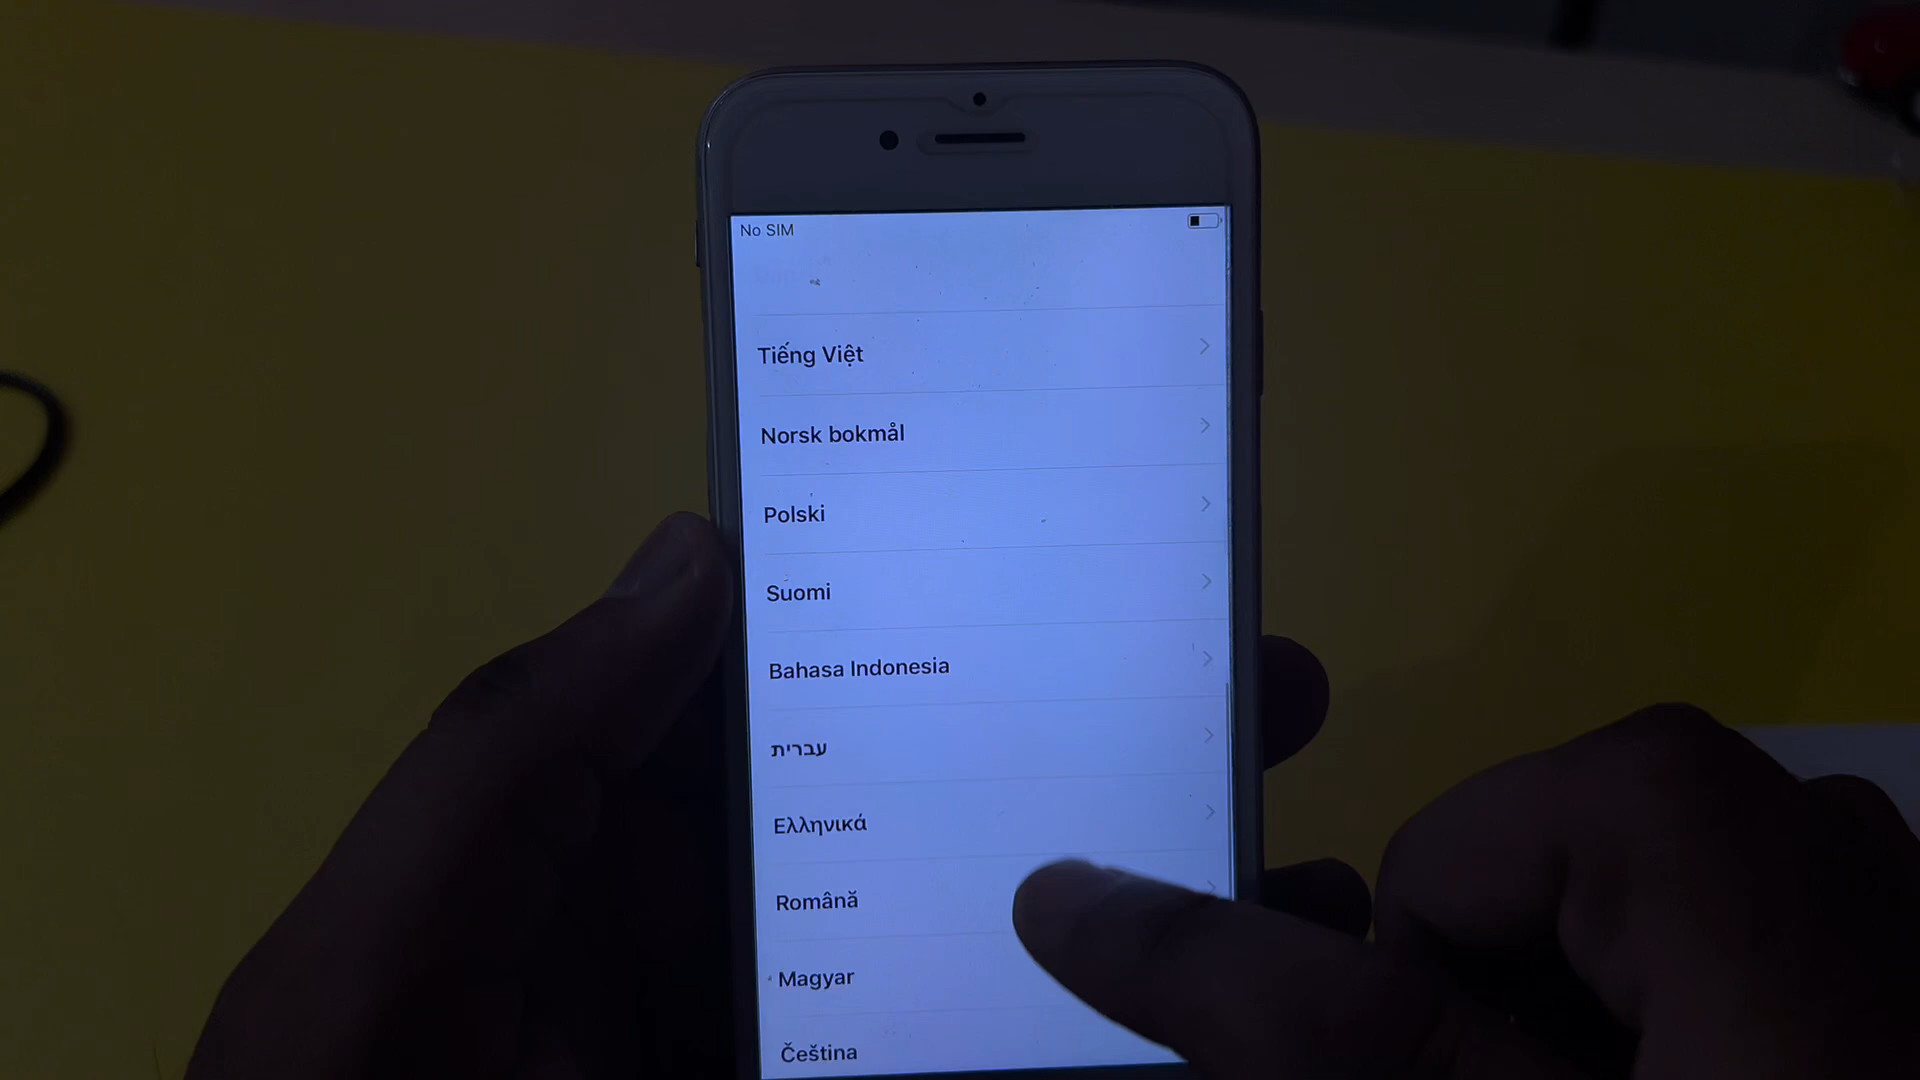 No SIM
Tiếng Việt
Norsk bokmål
Polski
Suomi
Bahasa Indonesia
עברית
Ελληνικά
Română
Magyar
Čeština